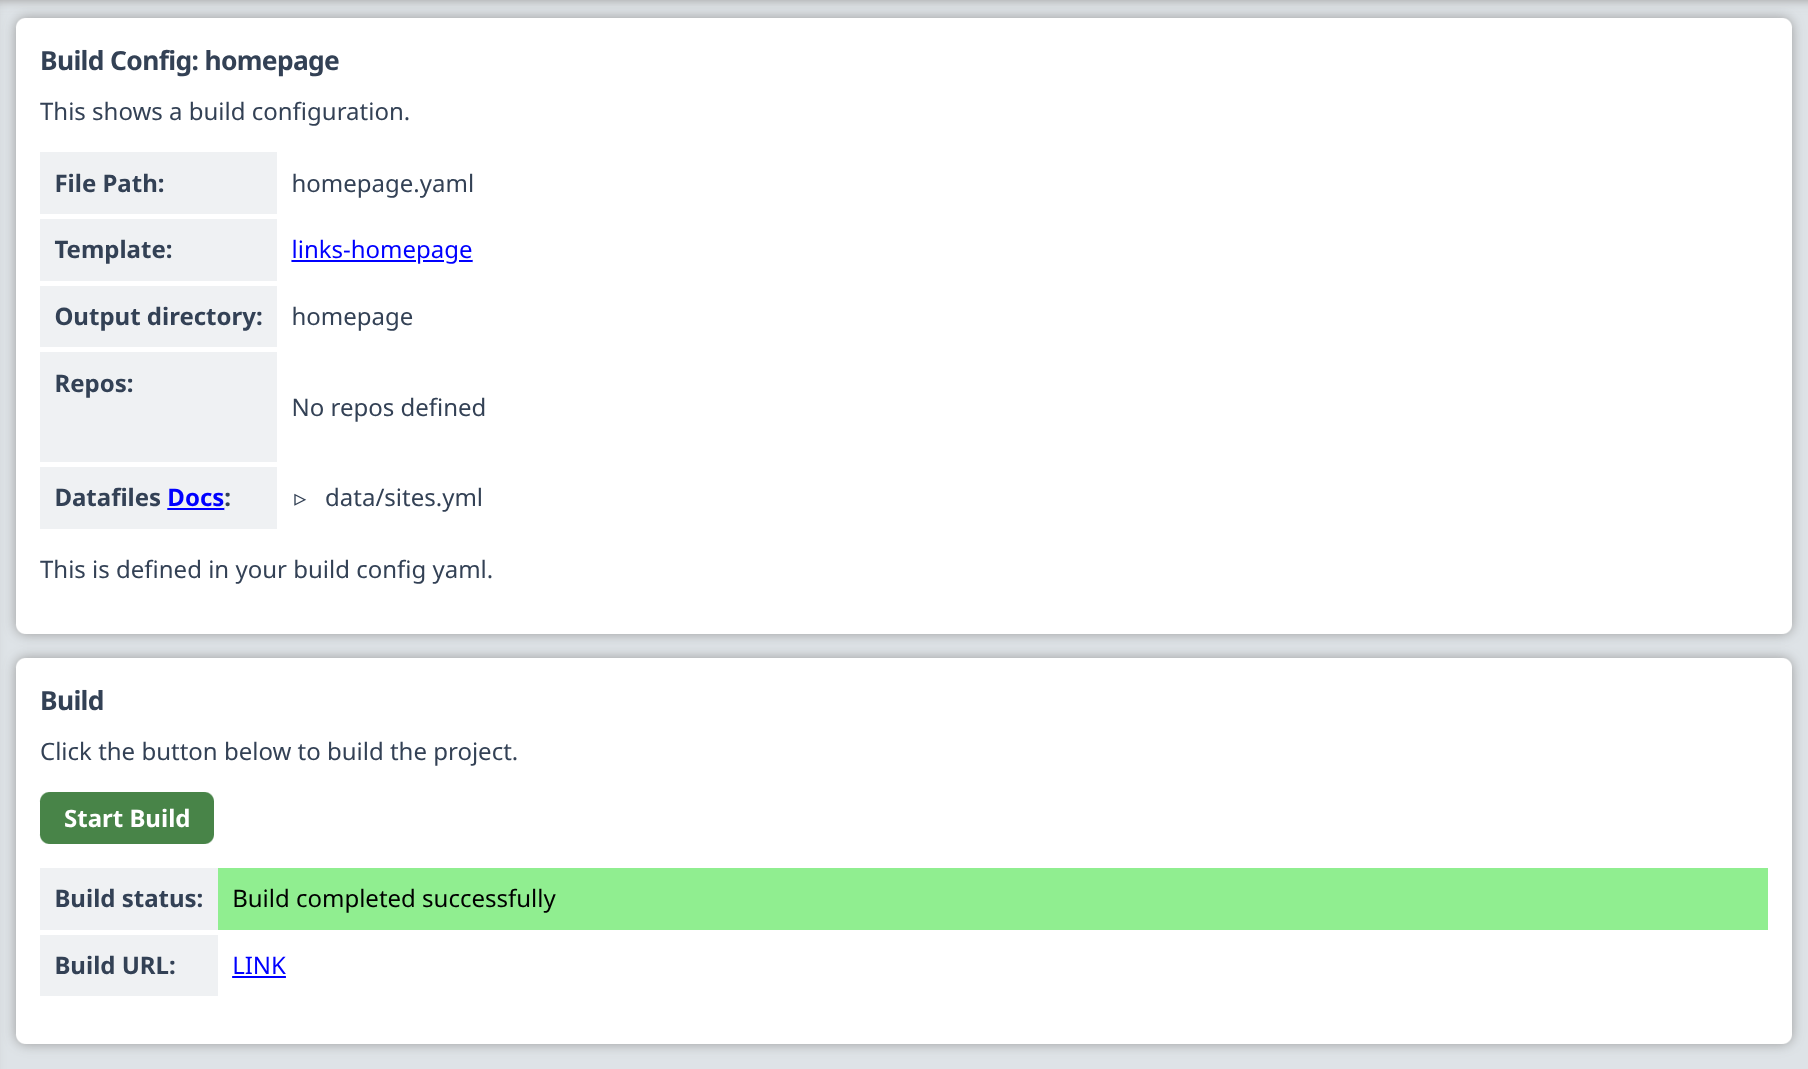 Build Config: homepage
This shows a build configuration.
File Path: homepage.yaml
Template: links-homepage
Output directory: homepage
Repos: No repos defined
Datafiles Docs: ▹ data/sites.yml
This is defined in your build config yaml.
Build
Click the button below to build the project.
Start Build
Build status: Build completed successfully
Build URL: LINK